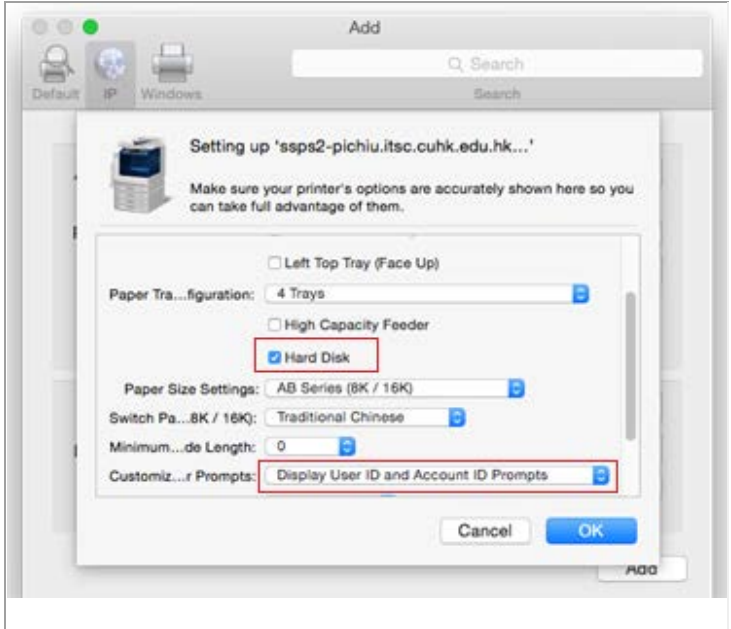 Add
Search
Default IP Windows Search
Setting up 'ssps2-pichiu.itsc.cuhk.edu.hk...'
Make sure your printer's options are accurately shown here so you
can take full advantage of them.
Left Top Tray (Face Up)
Paper Tra...figuration: 4 Trays
High Capacity Feeder
Hard Disk
Paper Size Settings: AB Series (8K / 16K)
Switch Pa...8K / 16K): Traditional Chinese
Minimum...de Length: 0
Customiz...r Prompts: Display User ID and Account ID Prompts
Cancel OK
Add